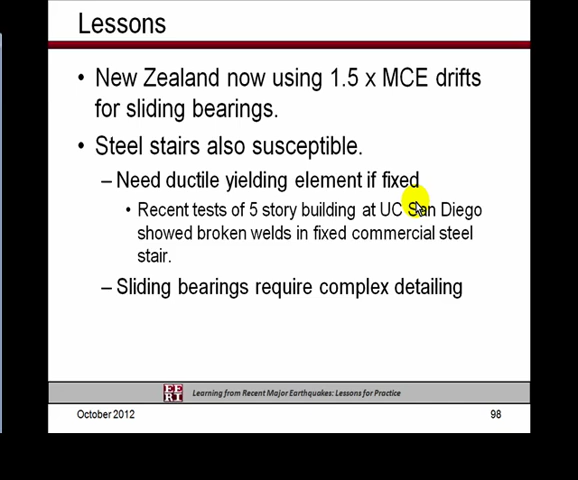 Lessons
• New Zealand now using 1.5 x MCE drifts
for sliding bearings.
• Steel stairs also susceptible.
– Need ductile yielding element if fixed
• Recent tests of 5 story building at UC San Diego
showed broken welds in fixed commercial steel
stair.
– Sliding bearings require complex detailing
EE
RI
Learning from Recent Major Earthquakes: Lessons for Practice
October 2012
98